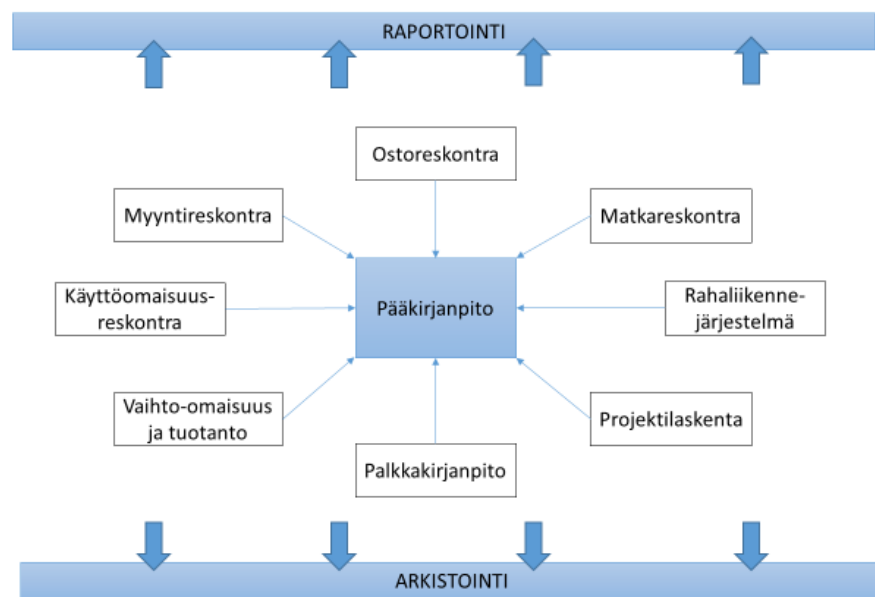 RAPORTOINTI
Ostoreskontra
Myyntireskontra
Matkareskontra
Käyttöomaisuus-
reskontra
Pääkirjanpito
Rahaliikenne-
järjestelmä
Vaihto-omaisuus
ja tuotanto
Projektilaskenta
Palkkakirjanpito
ARKISTOINTI